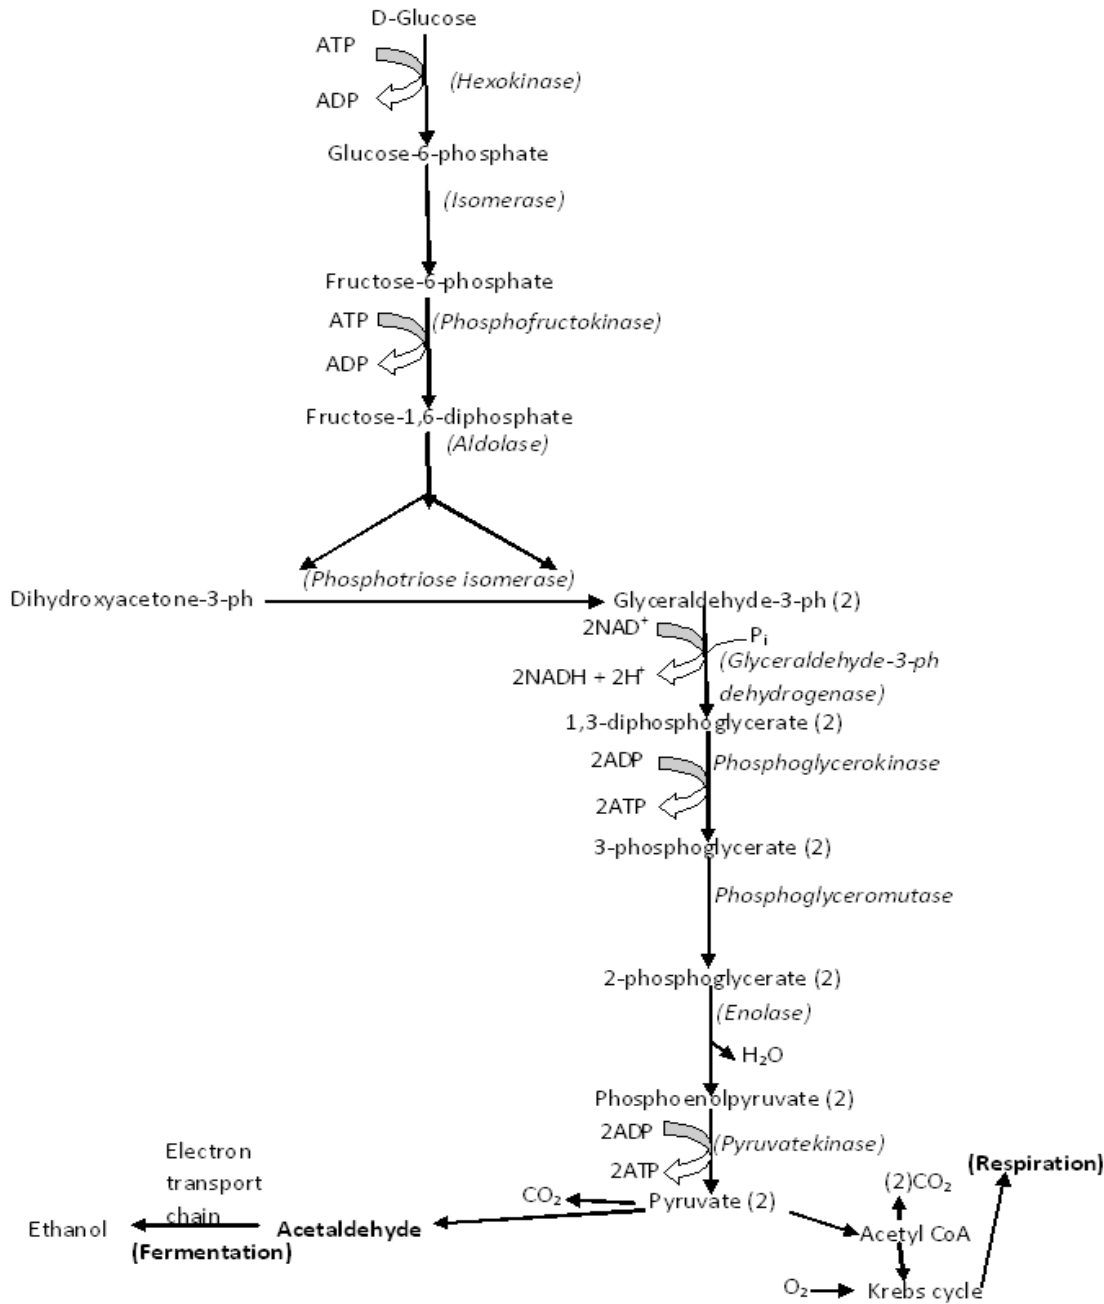 D-Glucose
ATP
(Hexokinase)
ADP
Glucose-6-phosphate
(Isomerase)
Fructose-6-phosphate
ATP
(Phosphofructokinase)
ADP
Fructose-1,6-diphosphate
(Aldolase)
(Phosphotriose isomerase)
Dihydroxyacetone-3-ph
Glyceraldehyde-3-ph (2)
2NAD⁺
Pᵢ
2NADH + 2H⁺
(Glyceraldehyde-3-ph
dehydrogenase)
1,3-diphosphoglycerate (2)
2ADP
Phosphoglycerokinase
2ATP
3-phosphoglycerate (2)
Phosphoglyceromutase
2-phosphoglycerate (2)
(Enolase)
H₂O
Phosphoenolpyruvate (2)
2ADP
(Pyruvatekinase)
2ATP
Pyruvate (2)
CO₂
Electron
transport
chain
Ethanol
(Fermentation)
Acetaldehyde
(Respiration)
(2)CO₂
Acetyl CoA
O₂
Krebs cycle